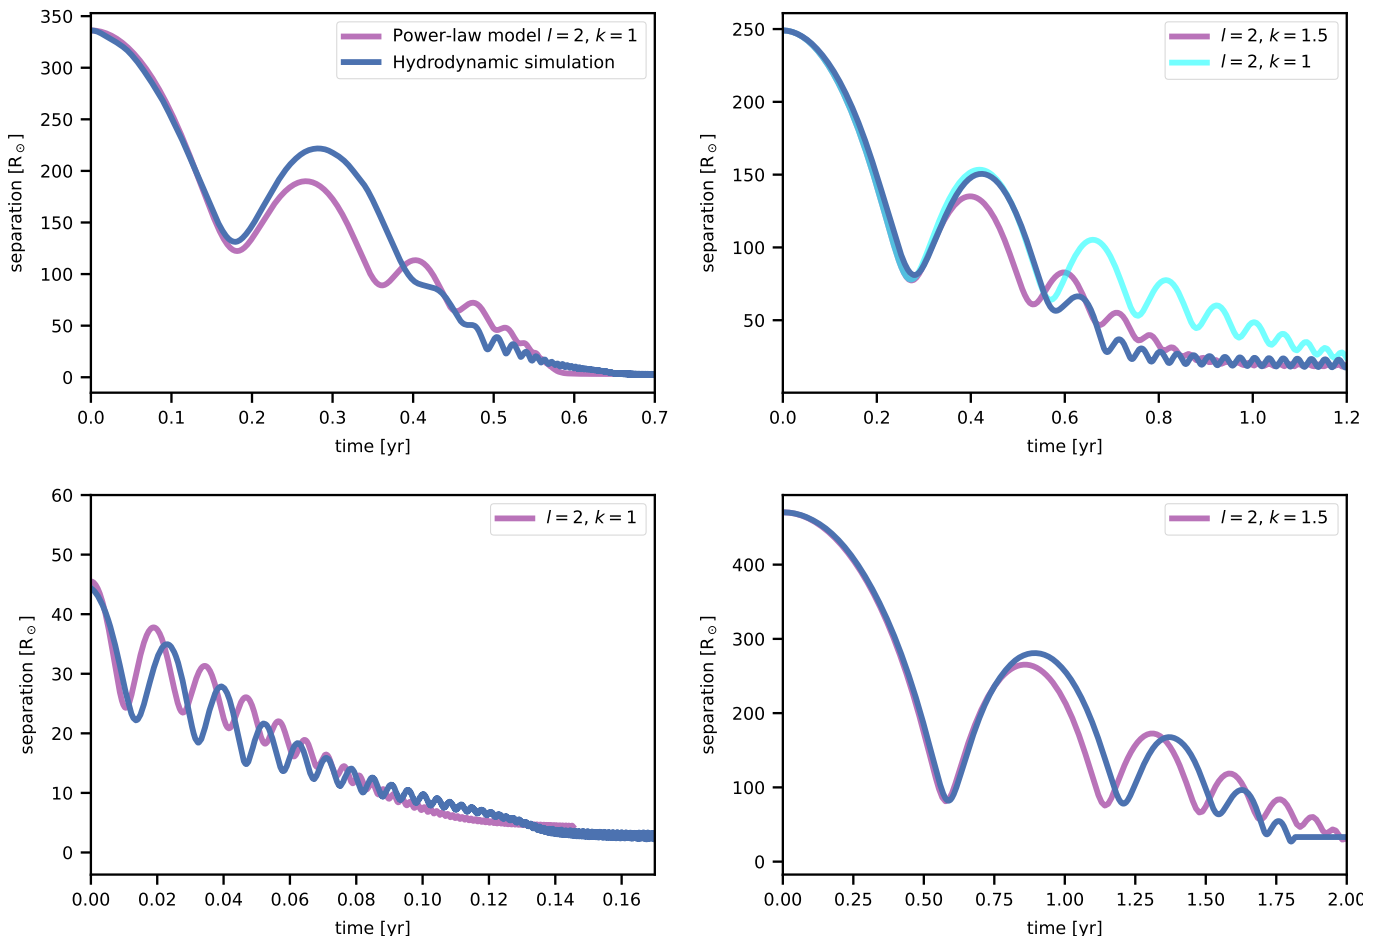 350
300
250
200
150
100
50
0
separation [R⊙]
0.0 0.1 0.2 0.3 0.4 0.5 0.6 0.7
time [yr]
Power-law model l = 2, k = 1
Hydrodynamic simulation
250
200
150
100
50
separation [R⊙]
0.0 0.2 0.4 0.6 0.8 1.0 1.2
time [yr]
l = 2, k = 1.5
l = 2, k = 1
60
50
40
30
20
10
0
separation [R⊙]
0.00 0.02 0.04 0.06 0.08 0.10 0.12 0.14 0.16
time [yr]
l = 2, k = 1
400
300
200
100
0
separation [R⊙]
0.00 0.25 0.50 0.75 1.00 1.25 1.50 1.75 2.00
time [yr]
l = 2, k = 1.5